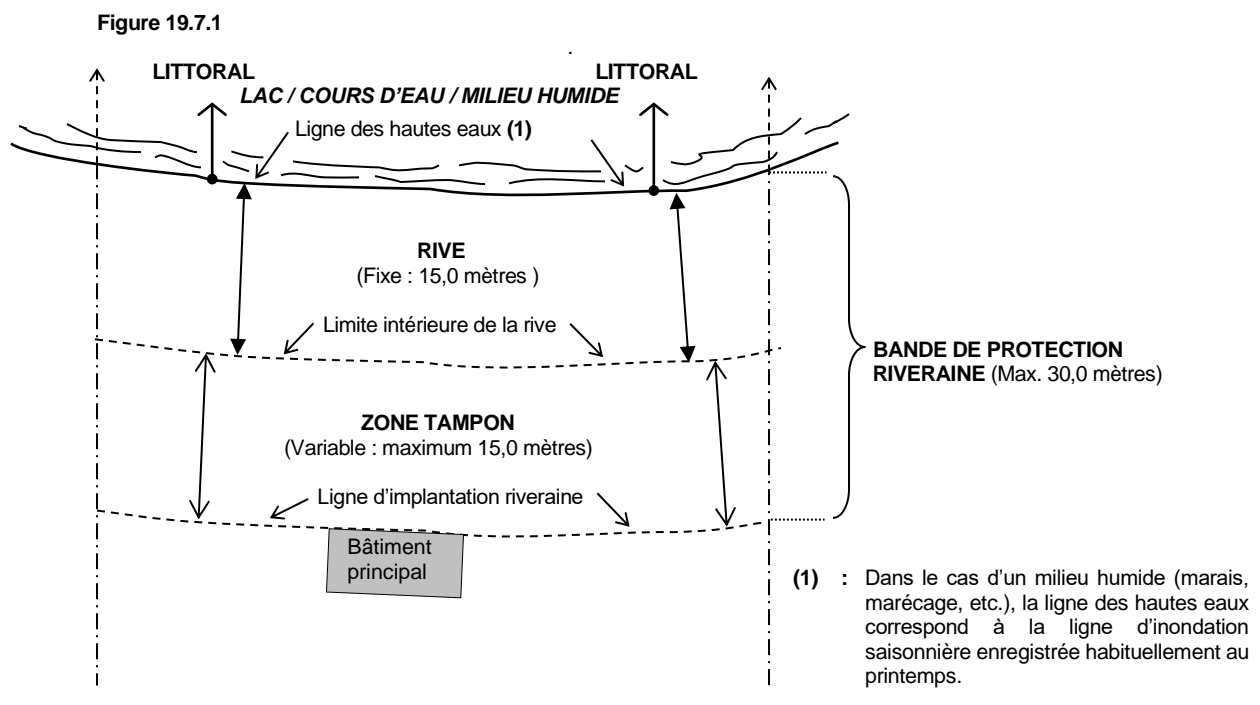 Figure 19.7.1
LITTORAL
LITTORAL
LAC / COURS D'EAU / MILIEU HUMIDE
Ligne des hautes eaux (1)
RIVE
(Fixe : 15,0 mètres )
Limite intérieure de la rive
BANDE DE PROTECTION
RIVERAINE (Max. 30,0 mètres)
ZONE TAMPON
(Variable : maximum 15,0 mètres)
Ligne d'implantation riveraine
Bâtiment
principal
(1) : Dans le cas d'un milieu humide (marais,
marécage, etc.), la ligne des hautes eaux
correspond à la ligne d'inondation
saisonnière enregistrée habituellement au
printemps.